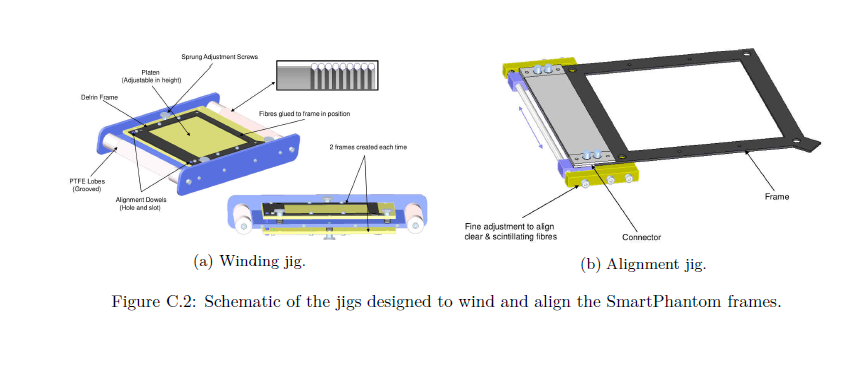 Sprung Adjustment Screws
Platen
(Adjustable in height)
Delrin Frame
Fibres glued to frame in position
2 frames created each time
PTFE Lobes
(Grooved)
Alignment Dowels
(Hole and slot)
Frame
Fine adjustment to align
clear & scintillating fibres
Connector
(a) Winding jig.
(b) Alignment jig.
Figure C.2: Schematic of the jigs designed to wind and align the SmartPhantom frames.